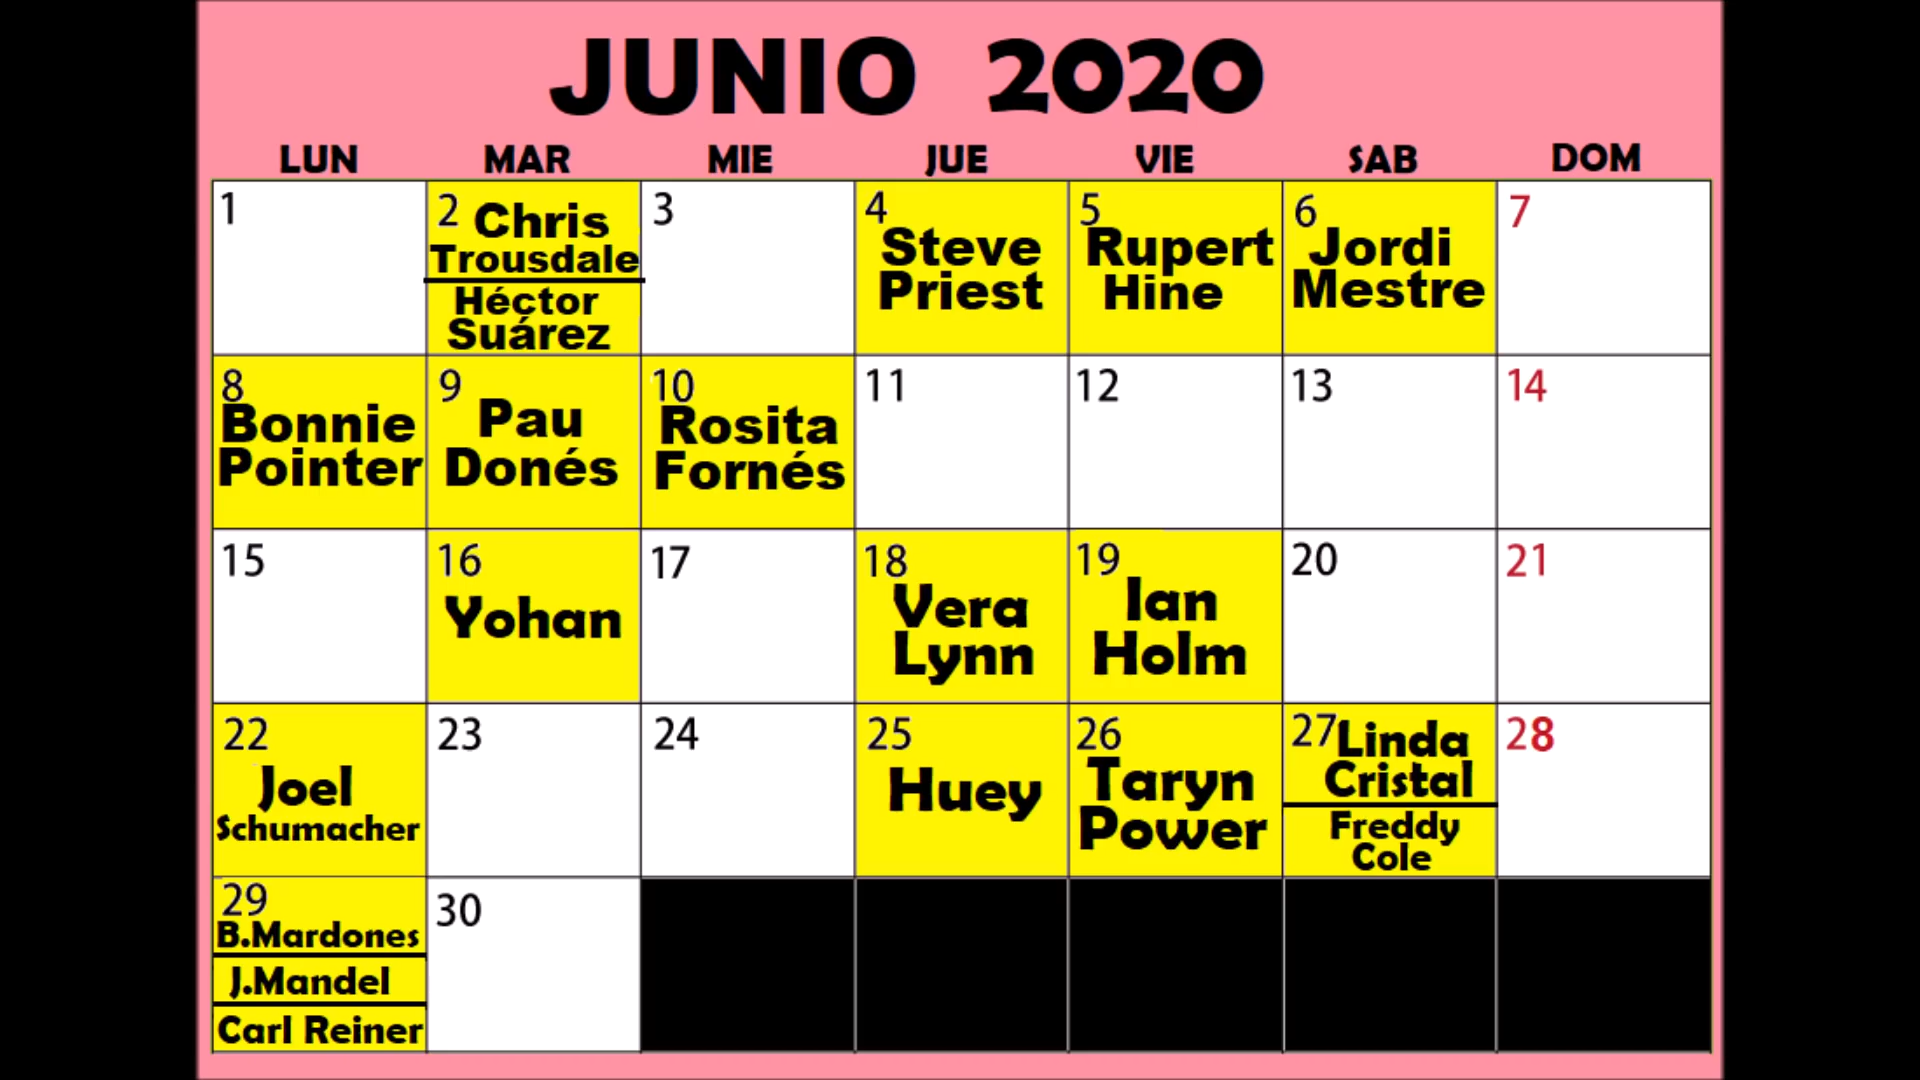 JUNIO 2020
LUN MAR MIE JUE VIE SAB DOM
1
2 Chris
Trousdale
Héctor
Suárez
3
4
Steve
Priest
5
Rupert
Hine
6
Jordi
Mestre
7
8
Bonnie
Pointer
9
Pau
Donés
10
Rosita
Fornés
11
12
13
14
15
16
Yohan
17
18
Vera
Lynn
19
Ian
Holm
20
21
22
Joel
Schumacher
23
24
25
Huey
26
Taryn
Power
27 Linda
Cristal
Freddy
Cole
28
29
B.Mardones
J.Mandel
Carl Reiner
30